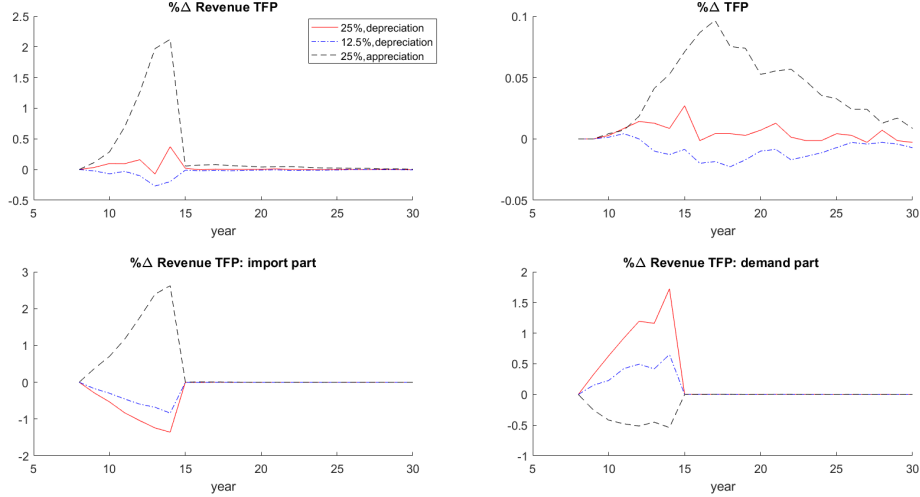 %Δ Revenue TFP
2.5
2
1.5
1
0.5
0
-0.5
5 10 15 20 25 30
year
25%,depreciation
12.5%,depreciation
25%,appreciation
%Δ TFP
0.1
0.05
0
-0.05
5 10 15 20 25 30
year
%Δ Revenue TFP: import part
3
2
1
0
-1
-2
5 10 15 20 25 30
year
%Δ Revenue TFP: demand part
2
1.5
1
0.5
0
-0.5
-1
5 10 15 20 25 30
year